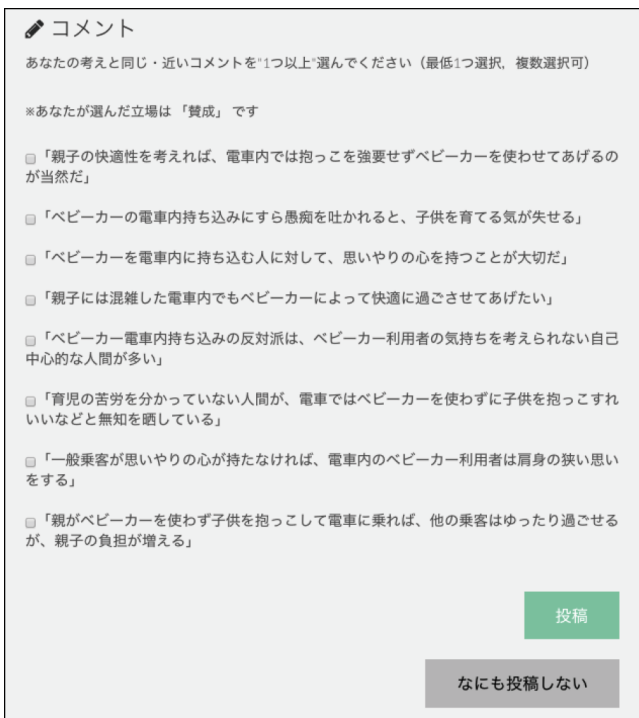 コメント
あなたの考えと同じ・近いコメントを"1つ以上"選んでください（最低1つ選択, 複数選択可）
※あなたが選んだ立場は 「賛成」 です
「親子の快適性を考えれば、電車内では抱っこを強要せずベビーカーを使わせてあげるの
が当然だ」
「ベビーカーの電車内持ち込みにすら愚痴を吐かれると、子供を育てる気が失せる」
「ベビーカーを電車内に持ち込む人に対して、思いやりの心を持つことが大切だ」
「親子には混雑した電車内でもベビーカーによって快適に過ごさせてあげたい」
「ベビーカー電車内持ち込みの反対派は、ベビーカー利用者の気持ちを考えられない自己
中心的な人間が多い」
「育児の苦労を分かっていない人間が、電車ではベビーカーを使わずに子供を抱っこすれ
いいなどと無知を晒している」
「一般乗客が思いやりの心が持たなければ、電車内のベビーカー利用者は肩身の狭い思い
をする」
「親がベビーカーを使わず子供を抱っこして電車に乗れば、他の乗客はゆったり過ごせる
が、親子の負担が増える」
投稿
なにも投稿しない